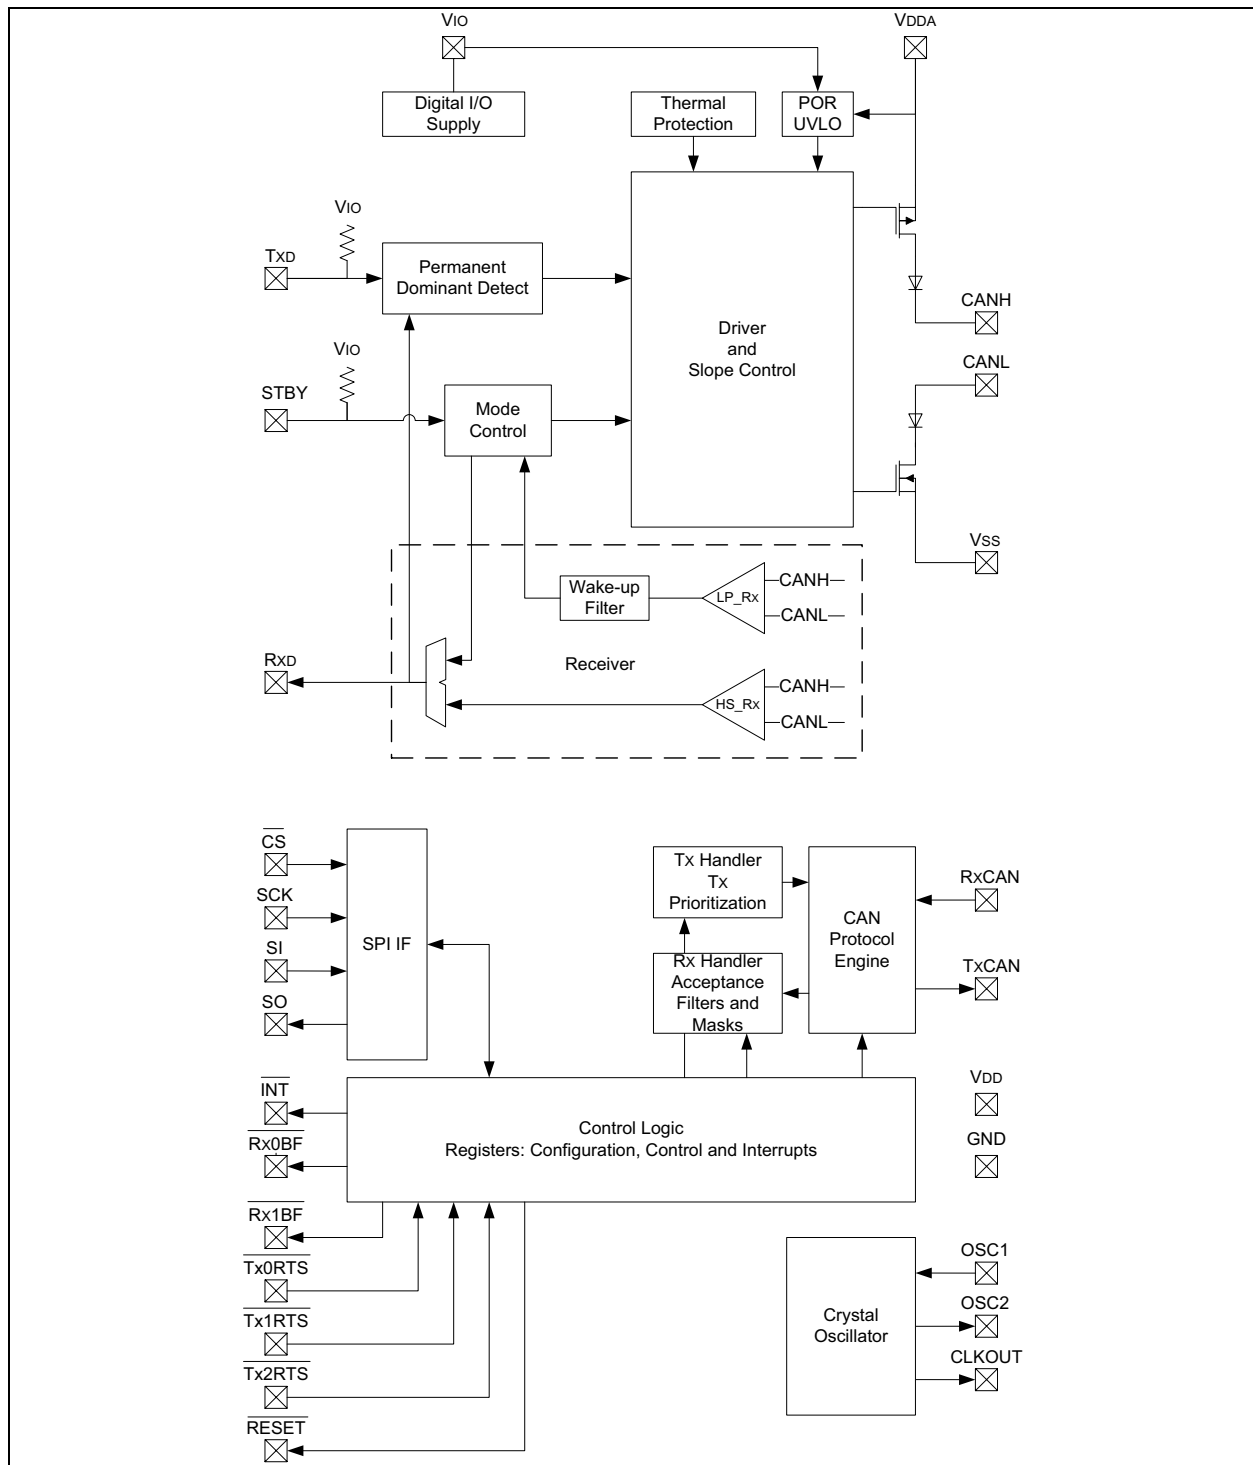 VIO
VDDA
Digital I/O
Supply
Thermal
Protection
POR
UVLO
VIO
TXD
Permanent
Dominant Detect
CANH
Driver
and
Slope Control
VIO
STBY
CANL
Mode
Control
VSS
Wake-up
Filter
LP_RX
CANH
CANL
RXD
Receiver
HS_RX
CANH
CANL
CS
SCK
SI
SO
SPI IF
TX Handler
TX
Prioritization
RX Handler
Acceptance
Filters and
Masks
CAN
Protocol
Engine
RXCAN
TXCAN
INT
RX0BF
Control Logic
Registers: Configuration, Control and Interrupts
VDD
GND
RX1BF
Tx0RTS
Tx1RTS
Tx2RTS
RESET
Crystal
Oscillator
OSC1
OSC2
CLKOUT